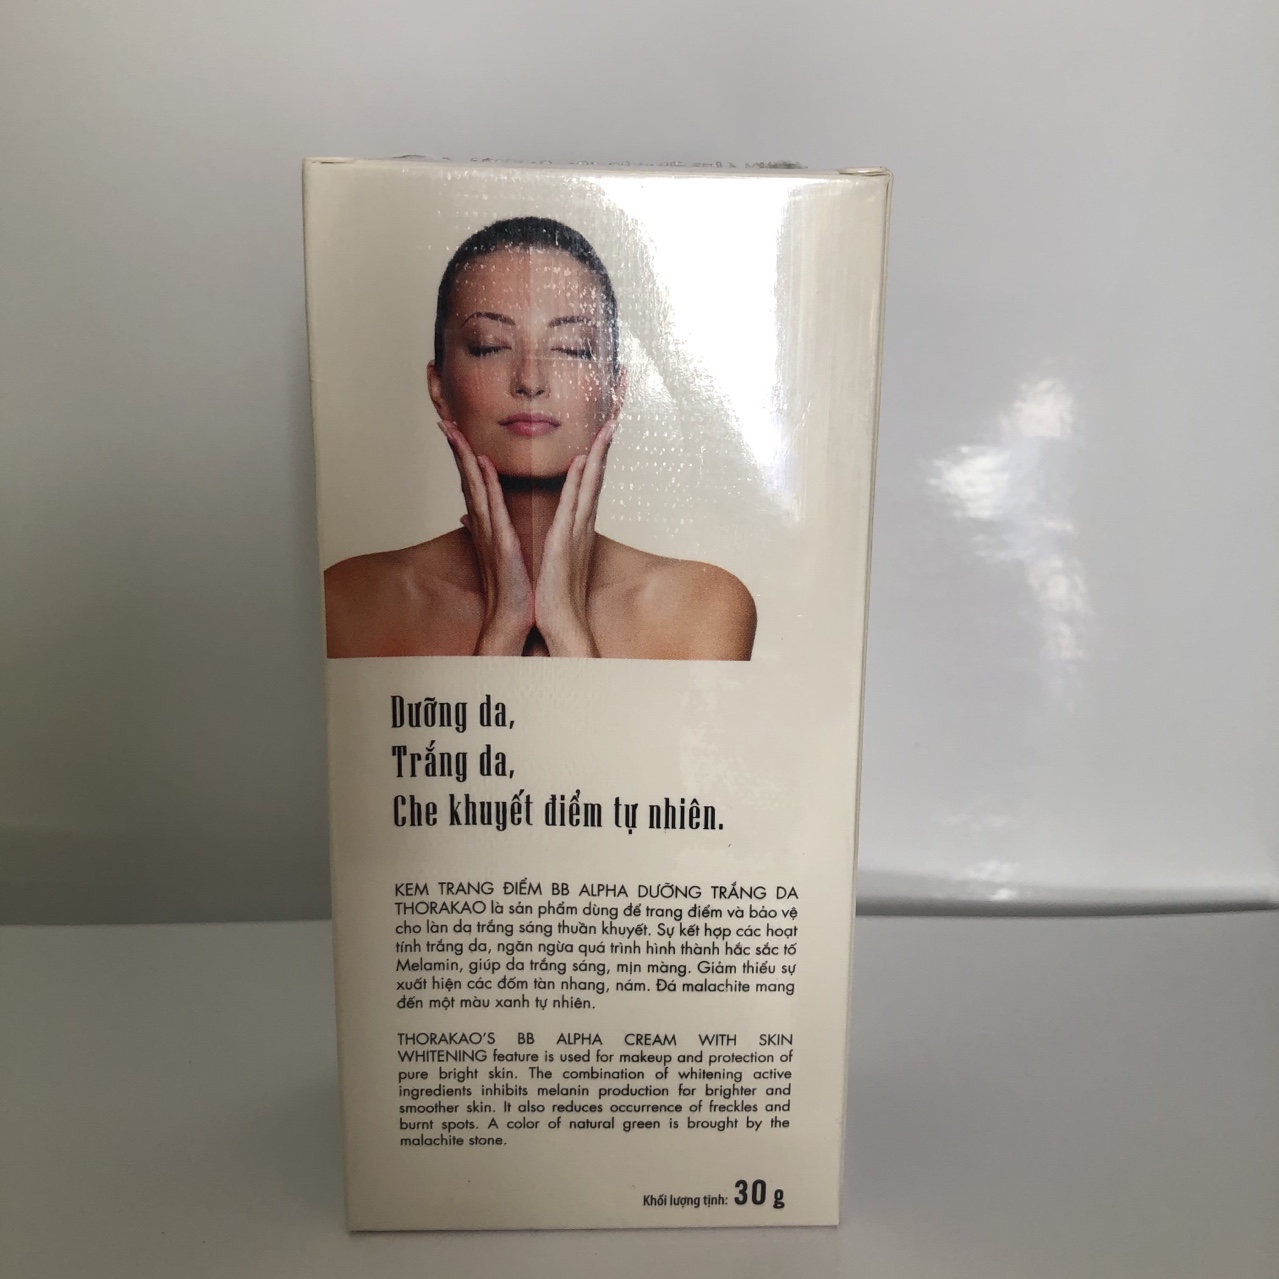 Dưỡng da,
Trắng da,
Che khuyết điểm tự nhiên.
KEM TRANG ĐIỂM BB ALPHA DƯỠNG TRẮNG DA
THORAKAO là sản phẩm dùng để trang điểm và bảo vệ
cho làn da trắng sáng thuần khuyết. Sự kết hợp các hoạt
tính trắng da, ngăn ngừa quá trình hình thành hắc sắc tố
Melamin, giúp da trắng sáng, mịn màng. Giảm thiểu sự
xuất hiện các đốm tàn nhang, nám. Đá malachite mang
đến một màu xanh tự nhiên.
THORAKAO'S BB ALPHA CREAM WITH SKIN
WHITENING feature is used for makeup and protection of
pure bright skin. The combination of whitening active
ingredients inhibits melanin production for brighter and
smoother skin. It also reduces occurrence of freckles and
burnt spots. A color of natural green is brought by the
malachite stone.
Khối lượng tịnh: 30 g